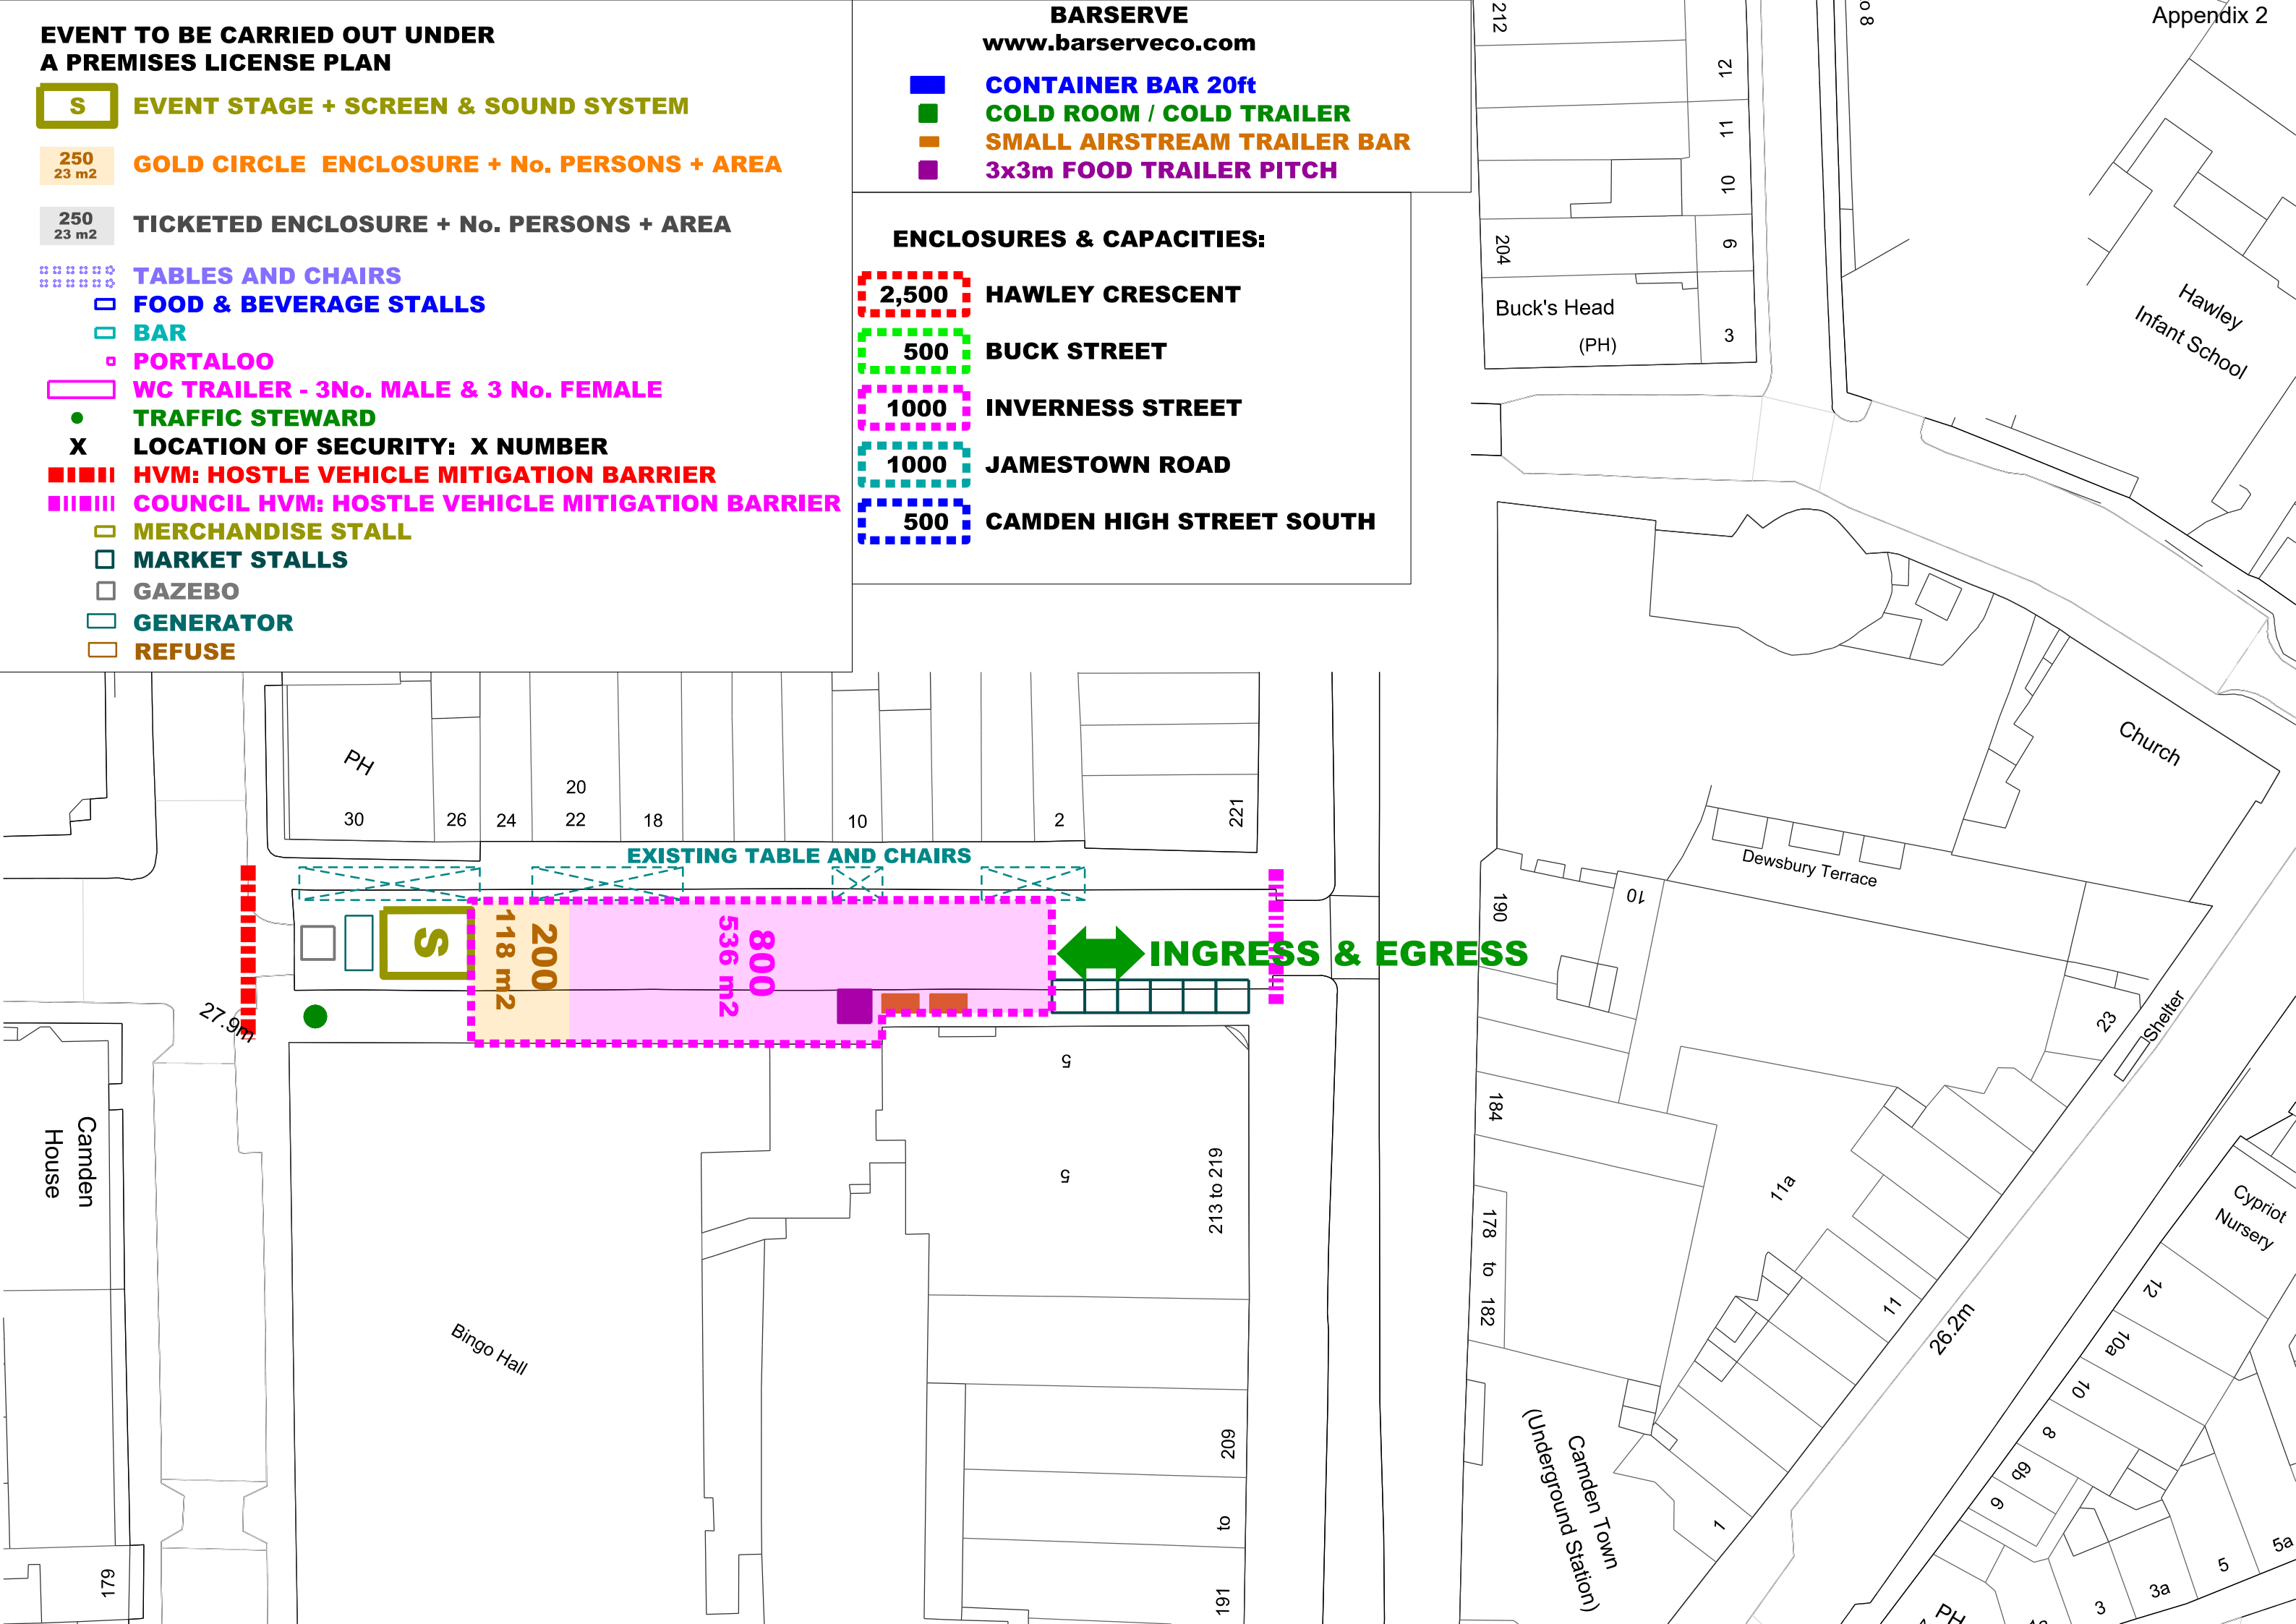 Appendix 2
EVENT TO BE CARRIED OUT UNDER
A PREMISES LICENSE PLAN
S EVENT STAGE + SCREEN & SOUND SYSTEM
250
23 m2
GOLD CIRCLE ENCLOSURE + No. PERSONS + AREA
250
23 m2
TICKETED ENCLOSURE + No. PERSONS + AREA
TABLES AND CHAIRS
FOOD & BEVERAGE STALLS
BAR
PORTALOO
WC TRAILER - 3No. MALE & 3 No. FEMALE
TRAFFIC STEWARD
X LOCATION OF SECURITY: X NUMBER
HVM: HOSTLE VEHICLE MITIGATION BARRIER
COUNCIL HVM: HOSTLE VEHICLE MITIGATION BARRIER
MERCHANDISE STALL
MARKET STALLS
GAZEBO
GENERATOR
REFUSE
BARSERVE
www.barserveco.com
CONTAINER BAR 20ft
COLD ROOM / COLD TRAILER
SMALL AIRSTREAM TRAILER BAR
3x3m FOOD TRAILER PITCH
ENCLOSURES & CAPACITIES:
2,500 HAWLEY CRESCENT
500 BUCK STREET
1000 INVERNESS STREET
1000 JAMESTOWN ROAD
500 CAMDEN HIGH STREET SOUTH
212
o 8
12
11
10
9
204
Buck's Head
(PH)
3
Hawley
Infant School
Church
Dewsbury Terrace
PH
30
26
24
20
22
18
10
2
221
EXISTING TABLE AND CHAIRS
S
200
118 m2
800
536 m2
INGRESS & EGRESS
27.9m
190
10
23
Shelter
Camden
House
5
5
213 to 219
184
11a
178 to 182
11
26.2m
Cypriot
Nursery
12
10a
10
8
9b
9
Bingo Hall
209
to
191
179
Camden Town
(Underground Station)
1
PH
3
3a
5
5a